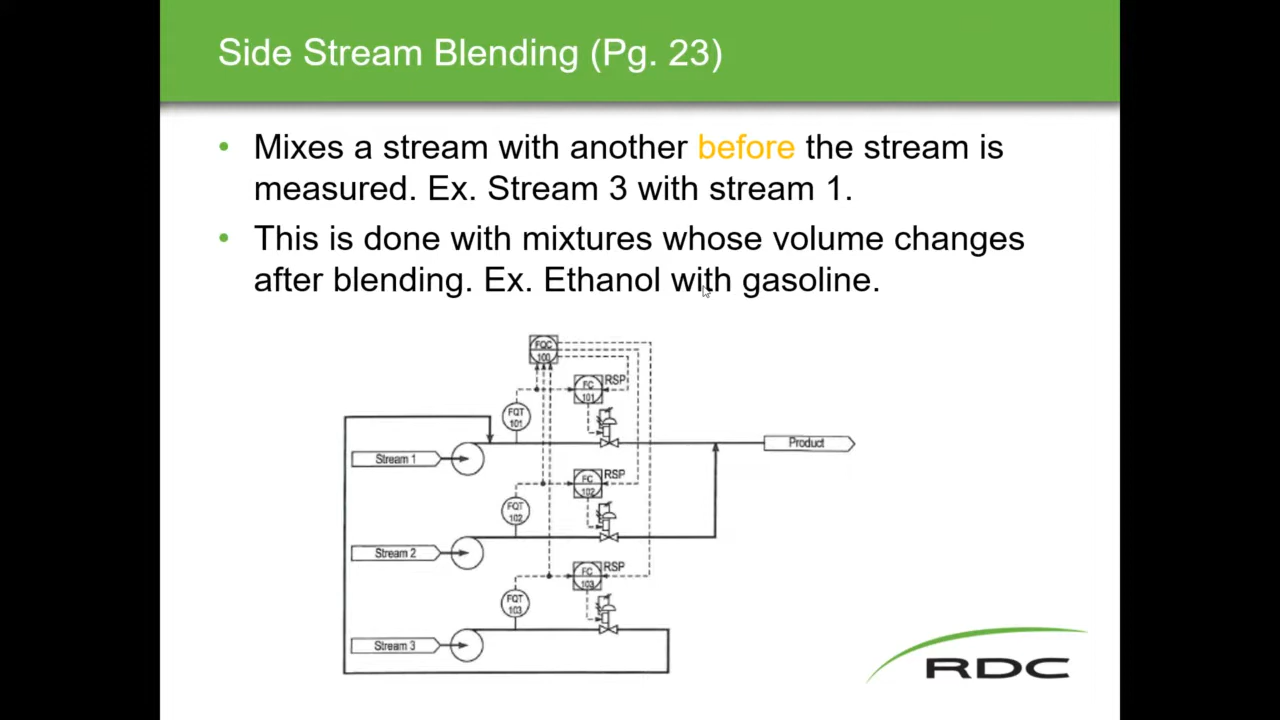 Side Stream Blending (Pg. 23)
• Mixes a stream with another before the stream is
measured. Ex. Stream 3 with stream 1.
• This is done with mixtures whose volume changes
after blending. Ex. Ethanol with gasoline.
FQC
100
RSP
FC
101
FQT
101
Product
Stream 1
RSP
FC
102
FQT
102
Stream 2
RSP
FC
103
FQT
103
Stream 3
RDC